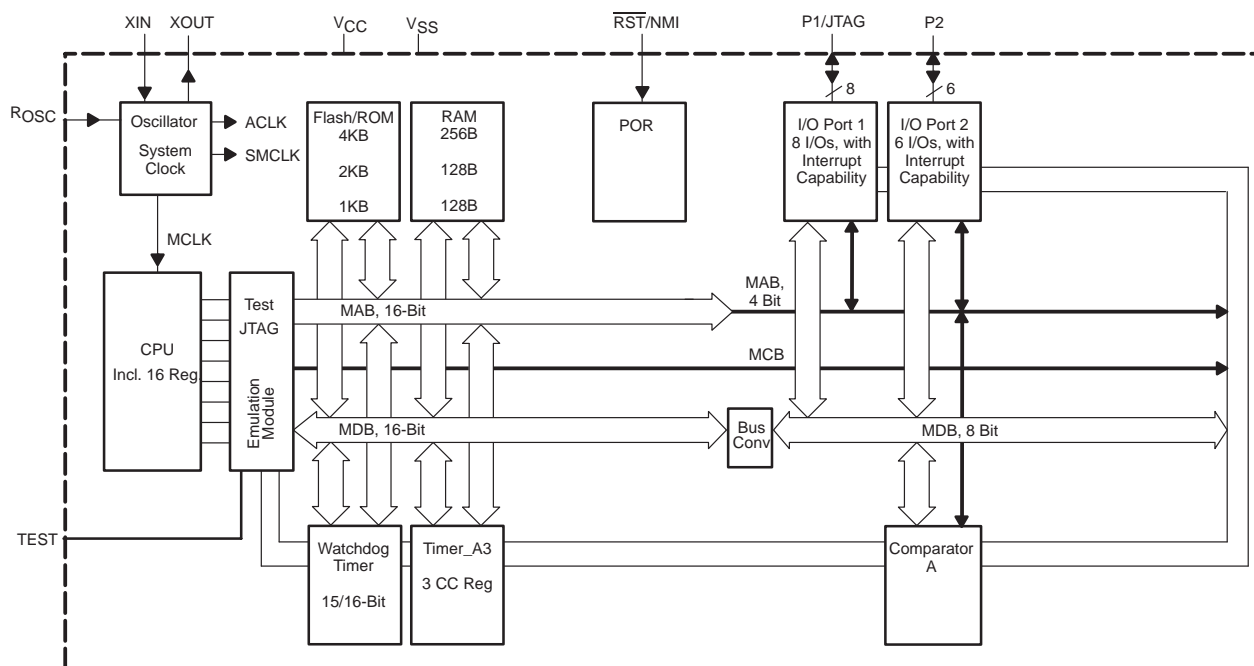 XIN
XOUT
VCC
VSS
RST/NMI
P1/JTAG
P2
8
6
ROSC
Oscillator
System
Clock
ACLK
SMCLK
Flash/ROM
4KB
2KB
1KB
RAM
256B
128B
128B
POR
I/O Port 1
8 I/Os, with
Interrupt
Capability
I/O Port 2
6 I/Os, with
Interrupt
Capability
MCLK
CPU
Incl. 16 Reg.
Test
JTAG
Emulation
Module
MAB, 16-Bit
MAB,
4 Bit
MCB
MDB, 16-Bit
Bus
Conv
MDB, 8 Bit
TEST
Watchdog
Timer
15/16-Bit
Timer_A3
3 CC Reg
Comparator
A